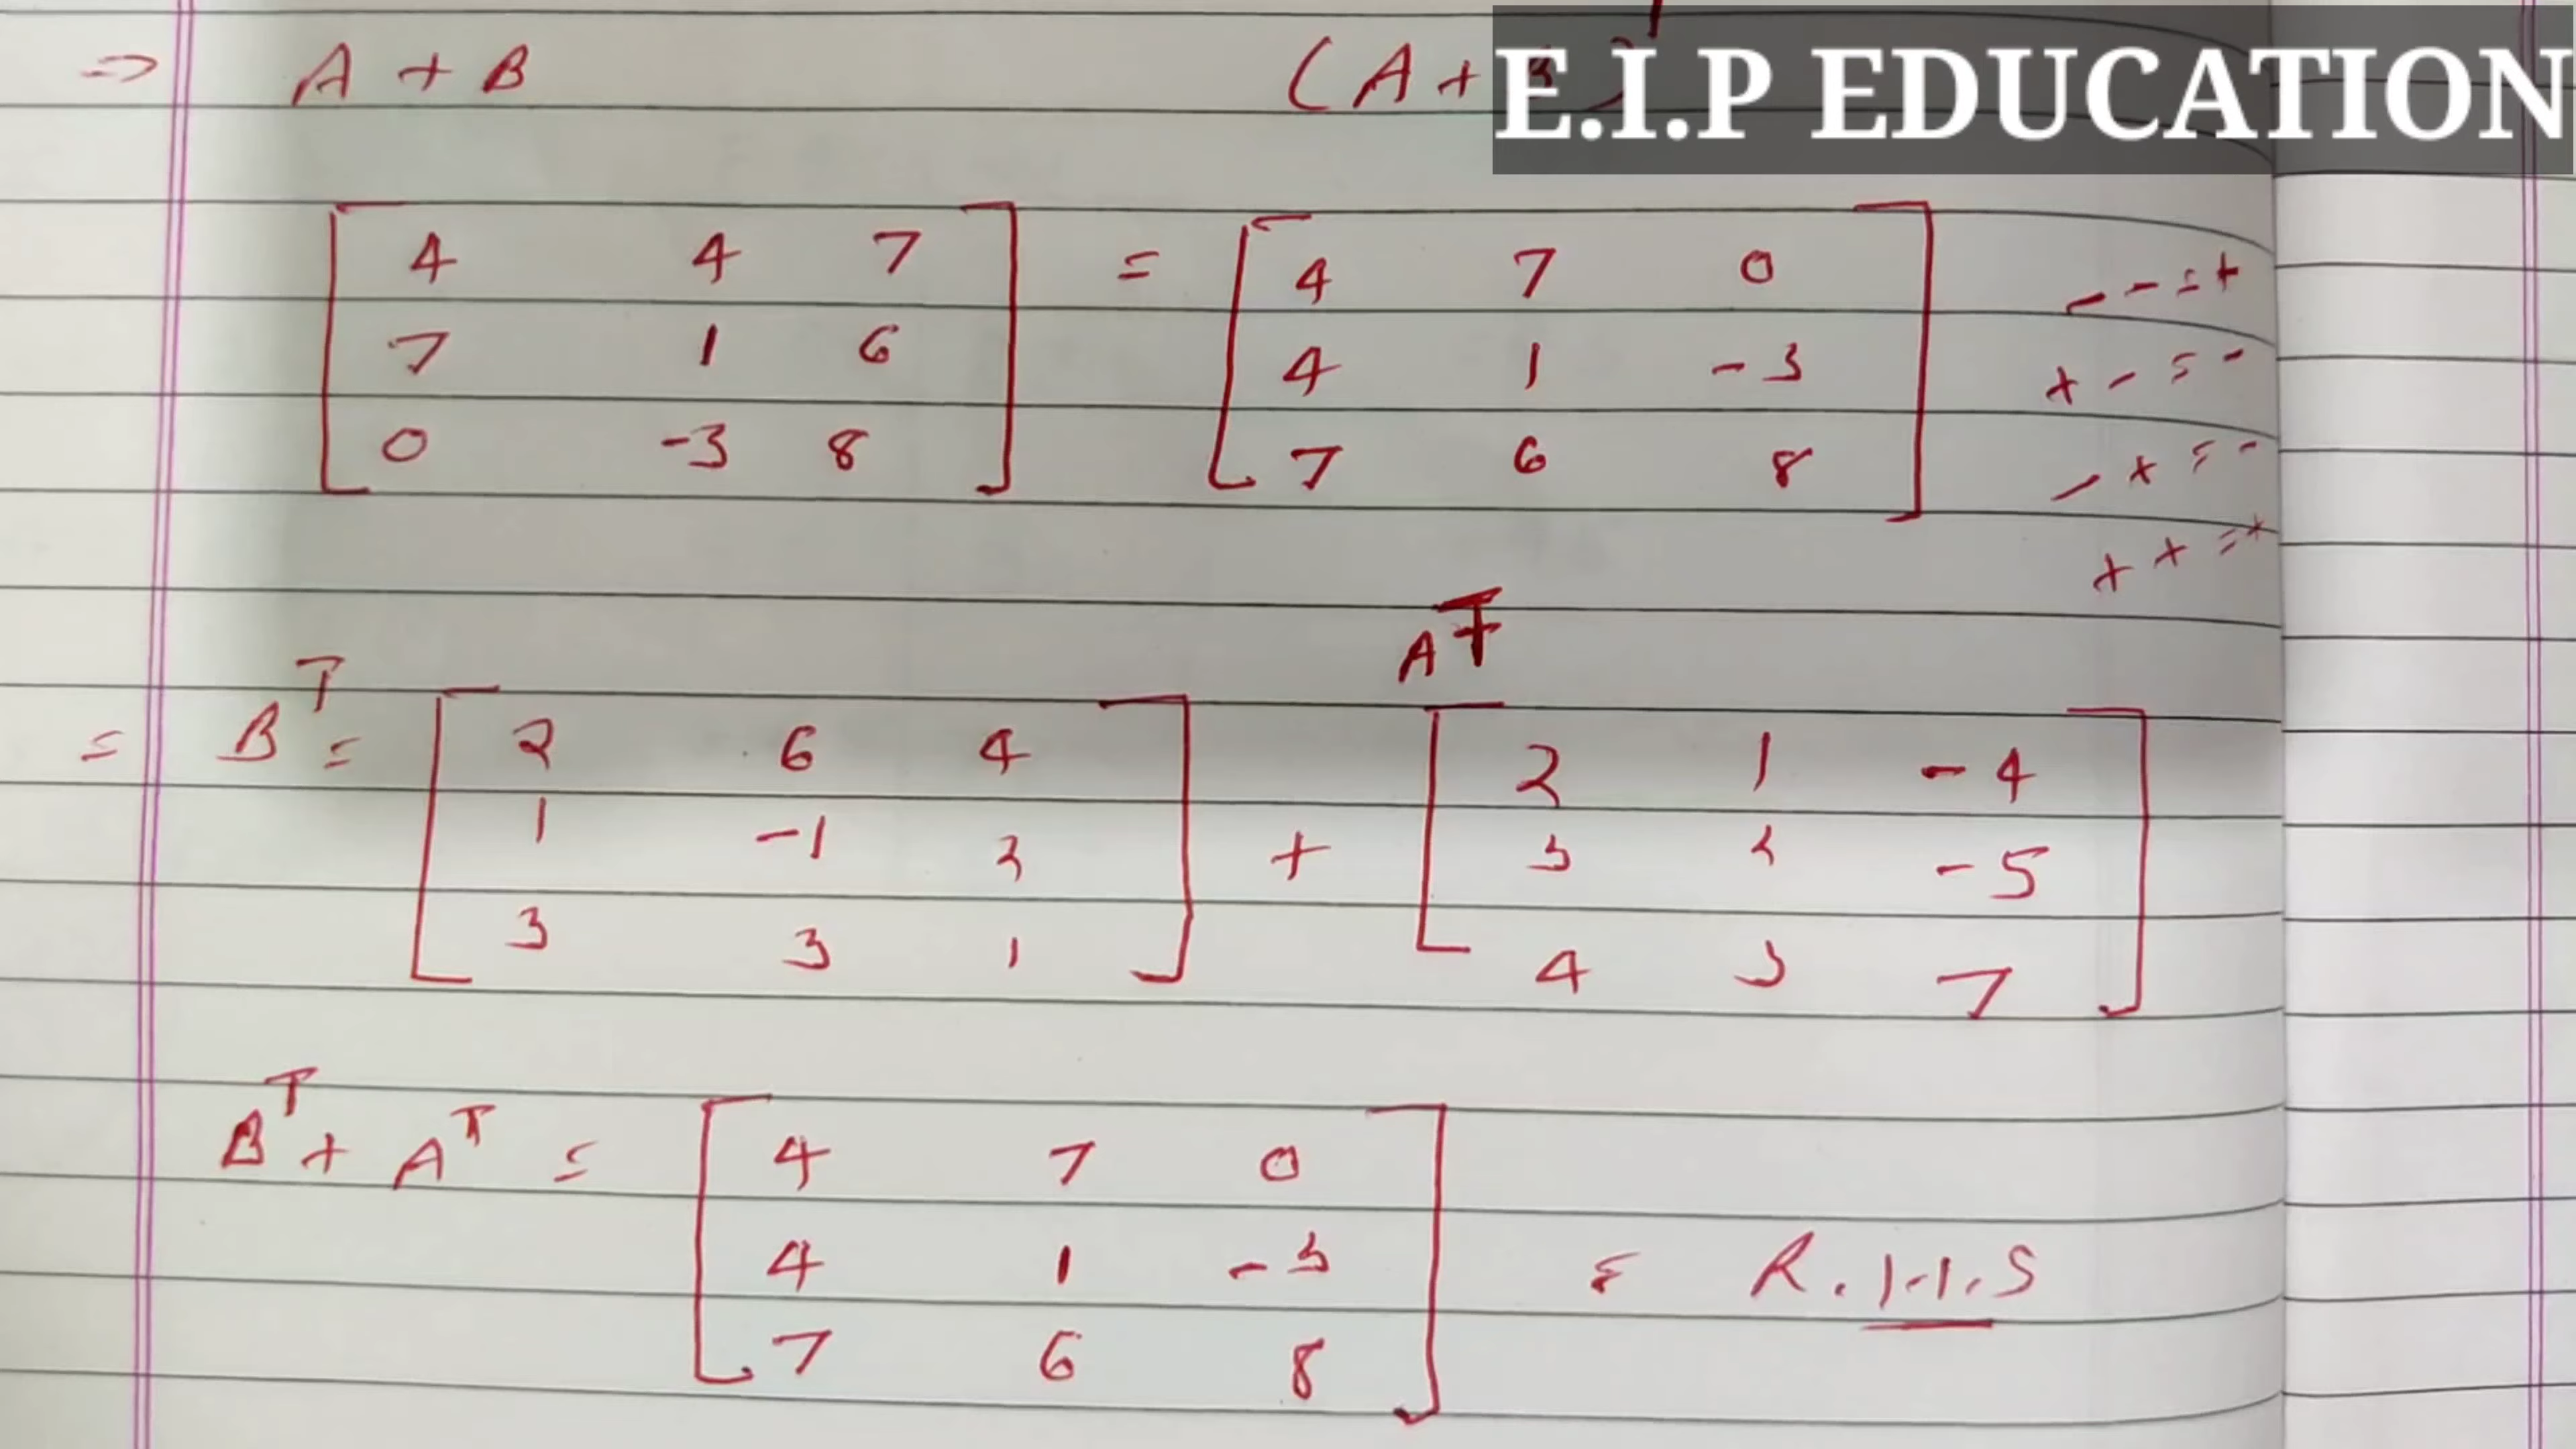 ⇒ A + B (A +
E.I.P EDUCATION
4 4 7 = 4 7 0 - - = +
7 1 6 4 1 -3 + - = -
0 -3 8 7 6 8 - + = -
+ + = +
A^T
= B^T = 2 6 4 2 1 -4
1 -1 2 + 3 2 -5
3 3 1 4 3 7
B^T + A^T = 4 7 0
4 1 -3 = R.H.S
7 6 8